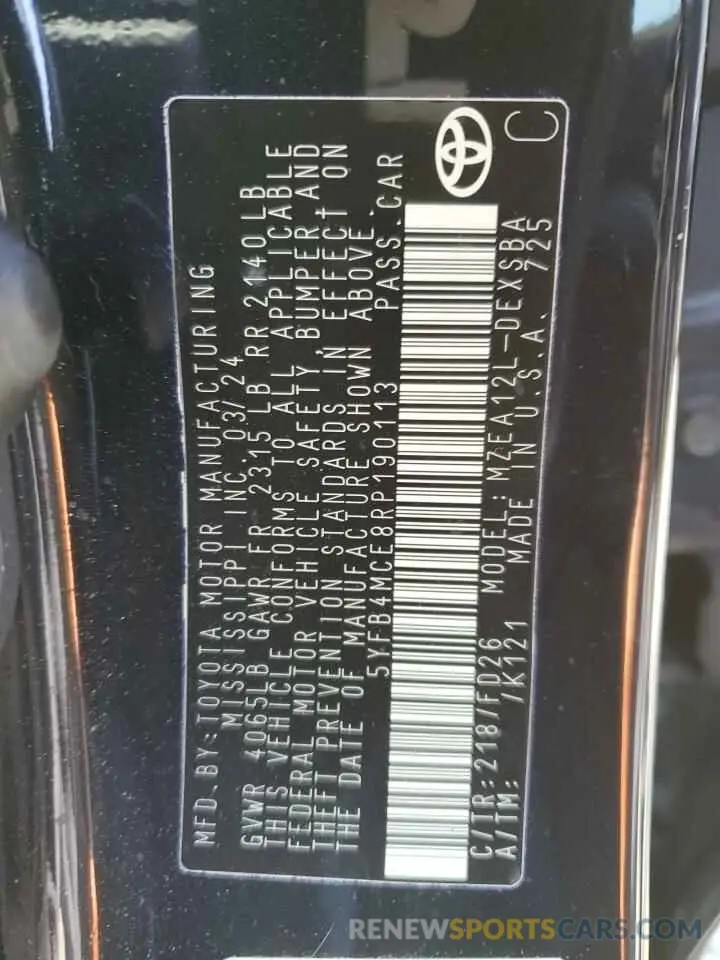 MFD.BY:TOYOTA MOTOR MANUFACTURING
MISSISSIPPI INC 03/24
GVWR 4065LB GAWR FR 2315 LB RR 2140LB
THIS VEHICLE CONFORMS TO ALL APPLICABLE
FEDERAL MOTOR VEHICLE SAFETY, BUMPER,AND
THEFT PREVENTION STANDARDS IN EFFECT ON
THE DATE OF MANUFACTURE SHOWN ABOVE.
5YFB4MCE8RP190113 PASS.CAR
C/TR:218/FD26 MODEL:MZEA12L-DEXSBA
A/TM: /K121 MADE IN U.S.A. 725
C
RENEWSPORTSCARS.COM